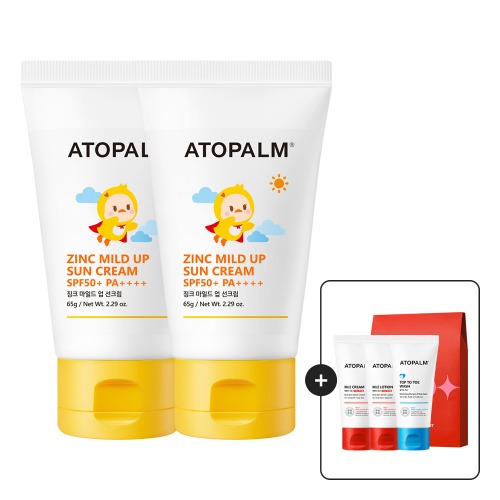 ATOPAL
ZINC MILD UP
SUN CREAM
SPF50+ PA++++
징크 마일드 업 선크림
65g / Net Wt. 2.29 oz.
ATOPALM®
ZINC MILD UP
SUN CREAM
SPF50+ PA++++
징크 마일드 업 선크림
65g / Net Wt. 2.29 oz.
+
ATOPALM
MLE CREAM
ATOPALM
MLE LOTION
ATOPALM
TOP TO TOE
WASH